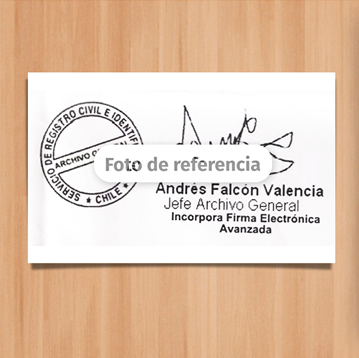 SERVICIO DE REGISTRO CIVIL E
ARCHIVO
★ CHILE ★
Foto de referencia
Andrés Falcón Valencia
Jefe Archivo General
Incorpora Firma Electrónica
Avanzada